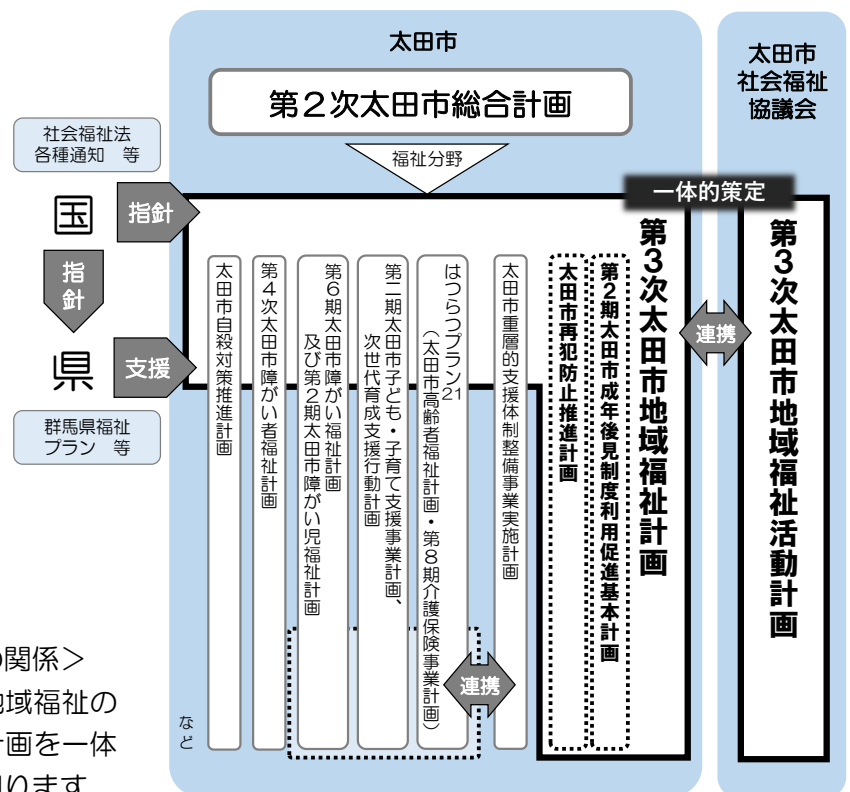 太田市
第2次太田市総合計画
福祉分野
太田市
社会福祉
協議会
社会福祉法
各種通知　等
国
指針
指針
県
支援
群馬県福祉
プラン　等
一体的策定
第3次太田市地域福祉活動計画
連携
第3次太田市地域福祉計画
第2期太田市成年後見制度利用促進基本計画
太田市再犯防止推進計画
太田市重層的支援体制整備事業実施計画
はつらつプラン21
（太田市高齢者福祉計画・第8期介護保険事業計画）
連携
第二期太田市子ども・子育て支援事業計画、
次世代育成支援行動計画
第6期太田市障がい福祉計画
及び第2期太田市障がい児福祉計画
第4次太田市障がい者福祉計画
太田市自殺対策推進計画
など
の関係＞
地域福祉の
計画を一体